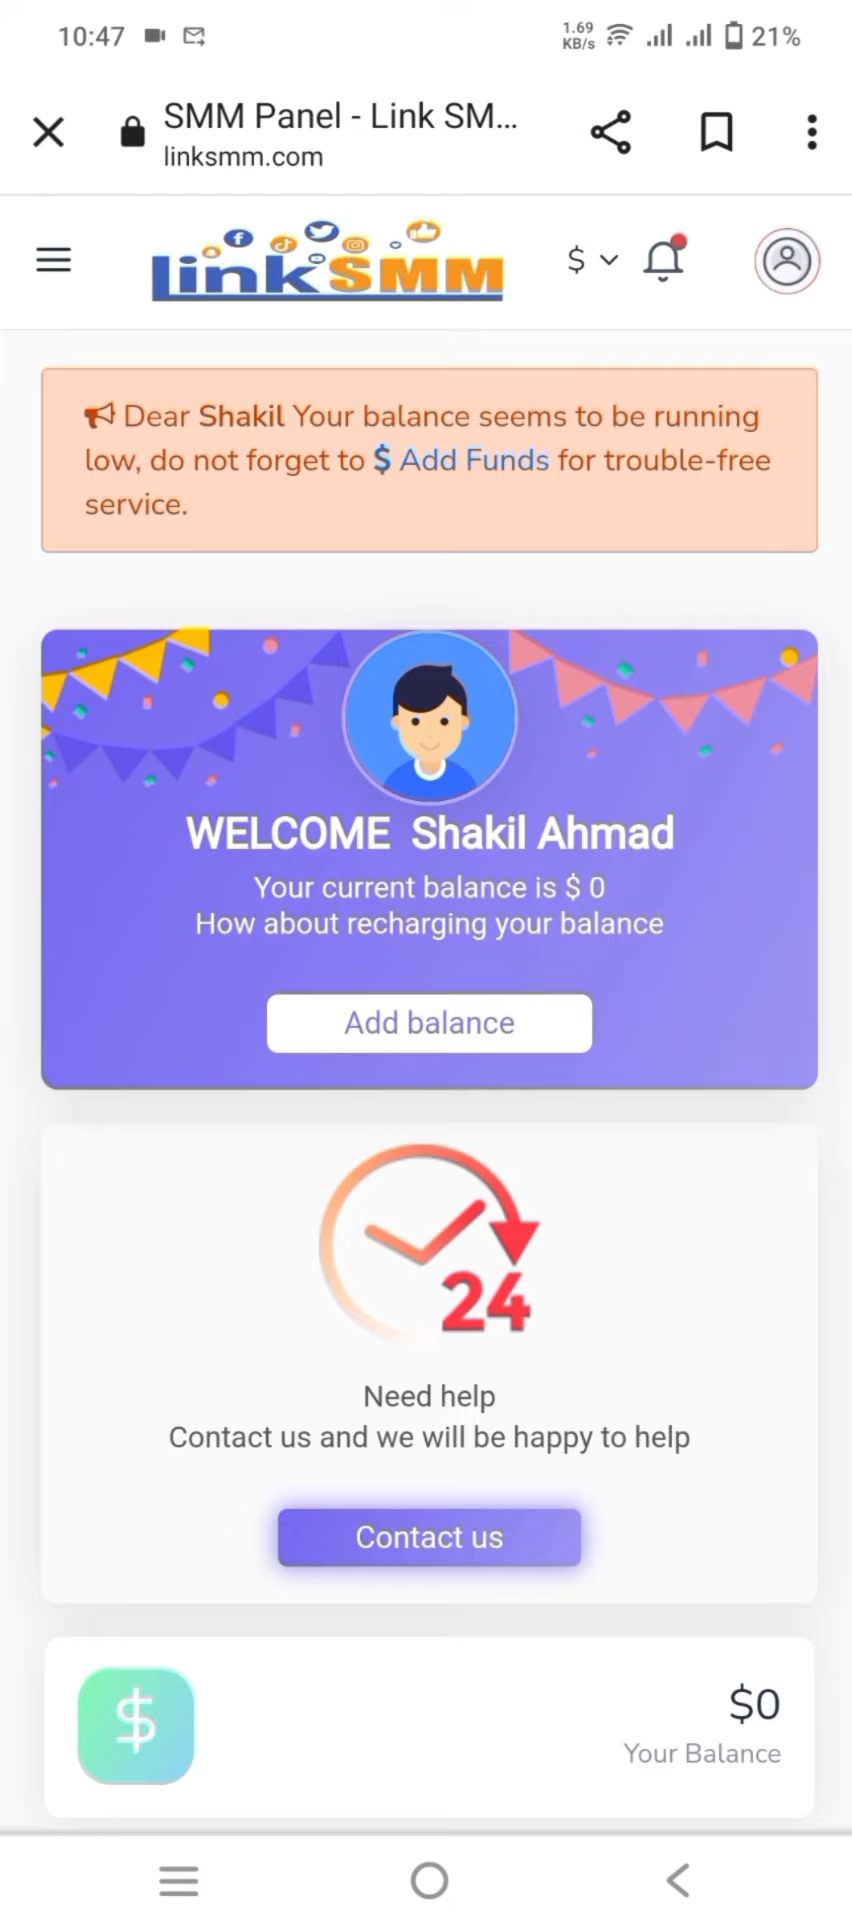 10:47
1.69
KB/s
21%
SMM Panel - Link SM...
linksmm.com
LinkSMM
$
Dear Shakil Your balance seems to be running
low, do not forget to $ Add Funds for trouble-free
service.
WELCOME Shakil Ahmad
Your current balance is $ 0
How about recharging your balance
Add balance
24
Need help
Contact us and we will be happy to help
Contact us
$
$0
Your Balance